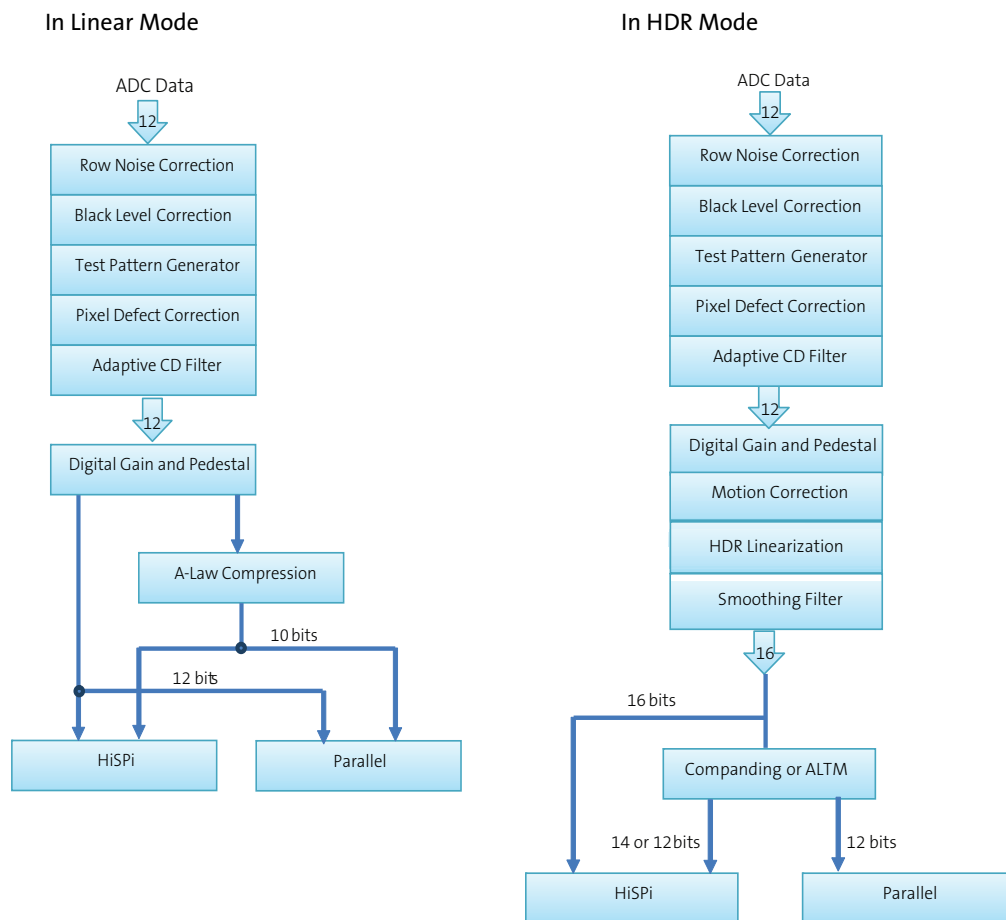 In Linear Mode
ADC Data
12
Row Noise Correction
Black Level Correction
Test Pattern Generator
Pixel Defect Correction
Adaptive CD Filter
12
Digital Gain and Pedestal
A-Law Compression
10 bits
12 bits
HiSPi
Parallel
In HDR Mode
ADC Data
12
Row Noise Correction
Black Level Correction
Test Pattern Generator
Pixel Defect Correction
Adaptive CD Filter
12
Digital Gain and Pedestal
Motion Correction
HDR Linearization
Smoothing Filter
16
16 bits
Companding or ALTM
14 or 12 bits
12 bits
HiSPi
Parallel